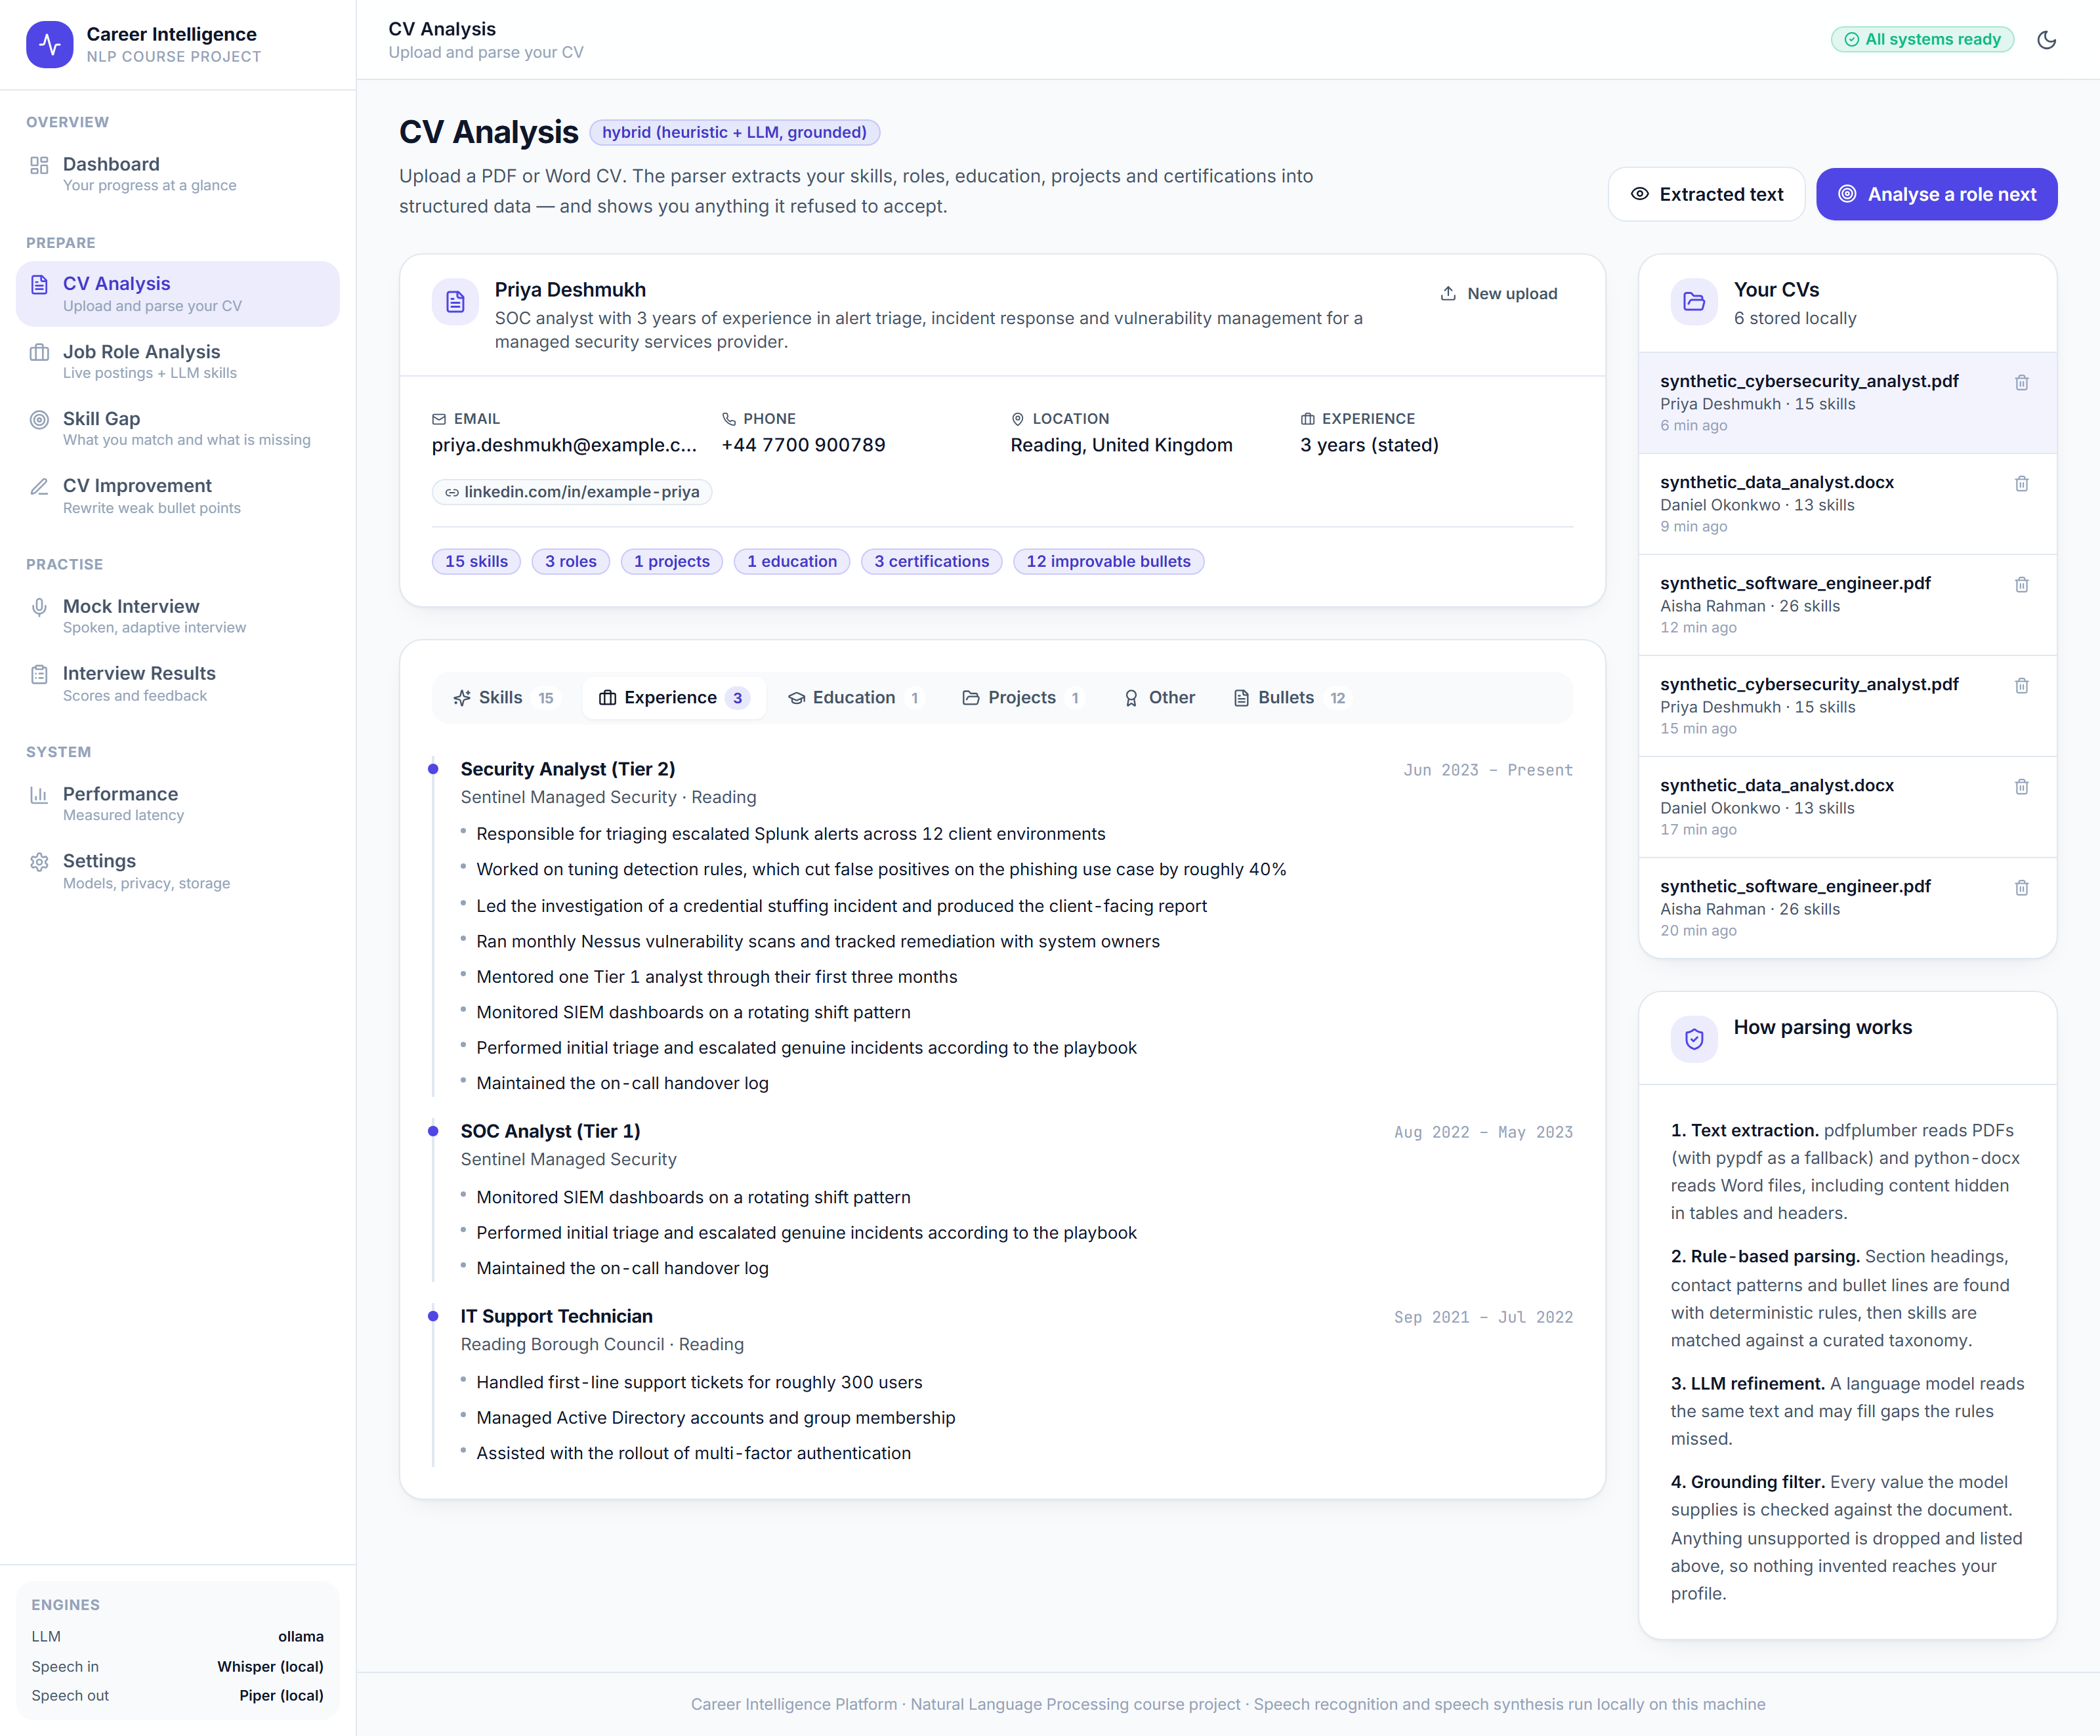 Career Intelligence
NLP COURSE PROJECT
OVERVIEW
Dashboard
Your progress at a glance
PREPARE
CV Analysis
Upload and parse your CV
Job Role Analysis
Live postings + LLM skills
Skill Gap
What you match and what is missing
CV Improvement
Rewrite weak bullet points
PRACTISE
Mock Interview
Spoken, adaptive interview
Interview Results
Scores and feedback
SYSTEM
Performance
Measured latency
Settings
Models, privacy, storage
ENGINES
LLM ollama
Speech in Whisper (local)
Speech out Piper (local)
CV Analysis
Upload and parse your CV
All systems ready
CV Analysis hybrid (heuristic + LLM, grounded)
Upload a PDF or Word CV. The parser extracts your skills, roles, education, projects and certifications into
structured data — and shows you anything it refused to accept.
Extracted text
Analyse a role next
Priya Deshmukh
SOC analyst with 3 years of experience in alert triage, incident response and vulnerability management for a
managed security services provider.
New upload
EMAIL PHONE LOCATION EXPERIENCE
priya.deshmukh@example.c... +44 7700 900789 Reading, United Kingdom 3 years (stated)
linkedin.com/in/example-priya
15 skills 3 roles 1 projects 1 education 3 certifications 12 improvable bullets
Skills 15 Experience 3 Education 1 Projects 1 Other Bullets 12
Security Analyst (Tier 2) Jun 2023 – Present
Sentinel Managed Security · Reading
• Responsible for triaging escalated Splunk alerts across 12 client environments
• Worked on tuning detection rules, which cut false positives on the phishing use case by roughly 40%
• Led the investigation of a credential stuffing incident and produced the client-facing report
• Ran monthly Nessus vulnerability scans and tracked remediation with system owners
• Mentored one Tier 1 analyst through their first three months
• Monitored SIEM dashboards on a rotating shift pattern
• Performed initial triage and escalated genuine incidents according to the playbook
• Maintained the on-call handover log
SOC Analyst (Tier 1) Aug 2022 – May 2023
Sentinel Managed Security
• Monitored SIEM dashboards on a rotating shift pattern
• Performed initial triage and escalated genuine incidents according to the playbook
• Maintained the on-call handover log
IT Support Technician Sep 2021 – Jul 2022
Reading Borough Council · Reading
• Handled first-line support tickets for roughly 300 users
• Managed Active Directory accounts and group membership
• Assisted with the rollout of multi-factor authentication
Your CVs
6 stored locally
synthetic_cybersecurity_analyst.pdf
Priya Deshmukh · 15 skills
6 min ago
synthetic_data_analyst.docx
Daniel Okonkwo · 13 skills
9 min ago
synthetic_software_engineer.pdf
Aisha Rahman · 26 skills
12 min ago
synthetic_cybersecurity_analyst.pdf
Priya Deshmukh · 15 skills
15 min ago
synthetic_data_analyst.docx
Daniel Okonkwo · 13 skills
17 min ago
synthetic_software_engineer.pdf
Aisha Rahman · 26 skills
20 min ago
How parsing works
1. Text extraction. pdfplumber reads PDFs
(with pypdf as a fallback) and python-docx
reads Word files, including content hidden
in tables and headers.
2. Rule-based parsing. Section headings,
contact patterns and bullet lines are found
with deterministic rules, then skills are
matched against a curated taxonomy.
3. LLM refinement. A language model reads
the same text and may fill gaps the rules
missed.
4. Grounding filter. Every value the model
supplies is checked against the document.
Anything unsupported is dropped and listed
above, so nothing invented reaches your
profile.
Career Intelligence Platform · Natural Language Processing course project · Speech recognition and speech synthesis run locally on this machine